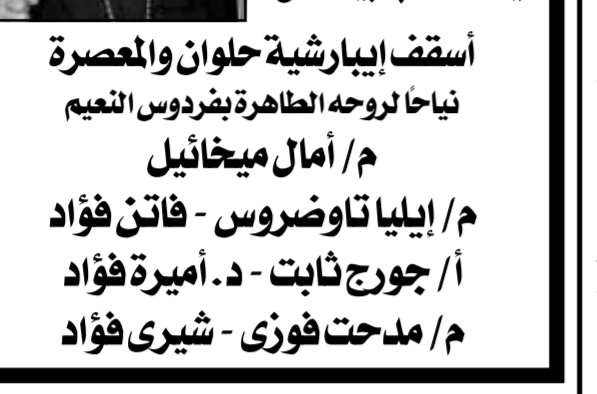 أسقف إيبارشية حلوان والمعصرة
نياحًا لروحه الطاهرة بفردوس النعيم
م/ أمال ميخائيل
م/ إيليا تاوضروس - فاتن فؤاد
أ/ جورج ثابت - د. أميرة فؤاد
م/ مدحت فوزى - شيرى فؤاد